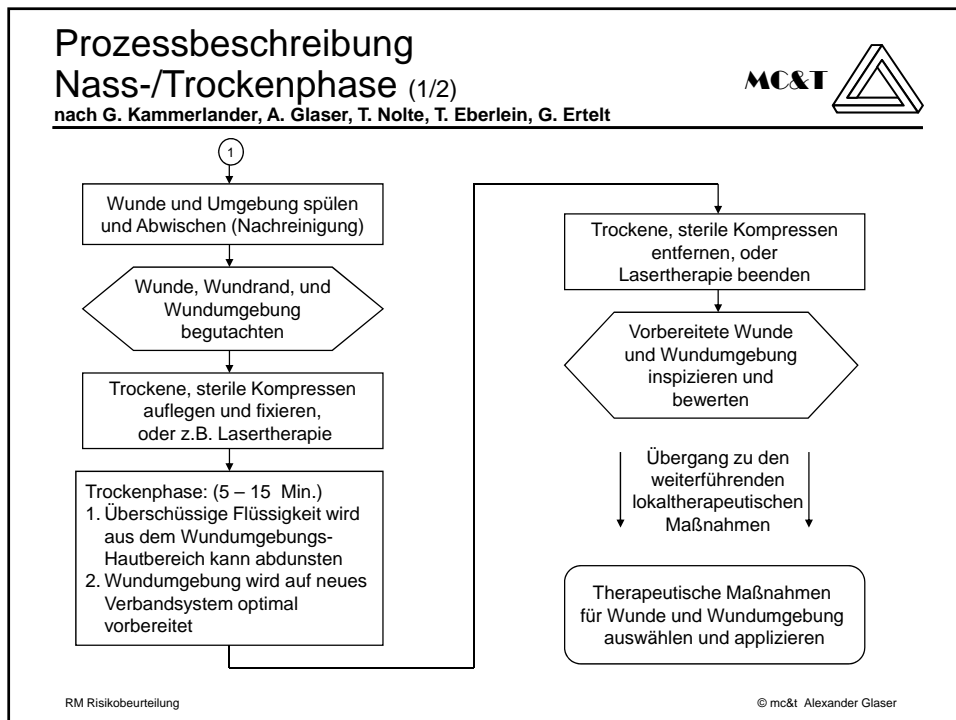 Prozessbeschreibung
Nass-/Trockenphase (1/2)
nach G. Kammerlander, A. Glaser, T. Nolte, T. Eberlein, G. Ertelt
MC&T
1
Wunde und Umgebung spülen
und Abwischen (Nachreinigung)
Wunde, Wundrand, und
Wundumgebung
begutachten
Trockene, sterile Kompressen
auflegen und fixieren,
oder z.B. Lasertherapie
Trockenphase: (5 – 15 Min.)
1. Überschüssige Flüssigkeit wird
aus dem Wundumgebungs-
Hautbereich kann abdunsten
2. Wundumgebung wird auf neues
Verbandsystem optimal
vorbereitet
Trockene, sterile Kompressen
entfernen, oder
Lasertherapie beenden
Vorbereitete Wunde
und Wundumgebung
inspizieren und
bewerten
Übergang zu den
weiterführenden
lokaltherapeutischen
Maßnahmen
Therapeutische Maßnahmen
für Wunde und Wundumgebung
auswählen und applizieren
RM Risikobeurteilung
© mc&t Alexander Glaser